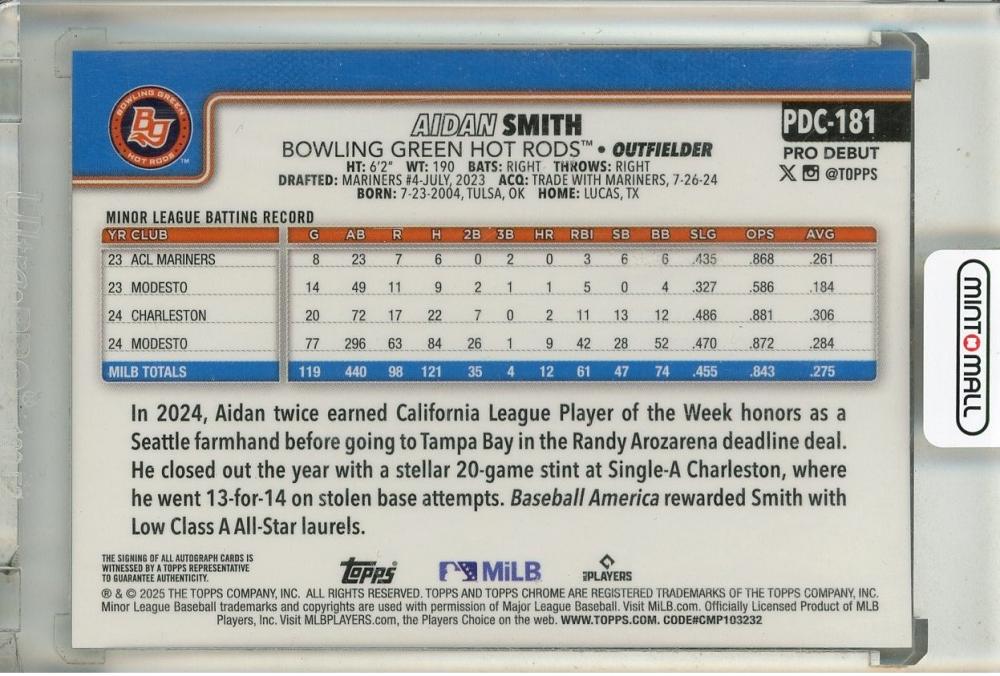 BOWLING GREEN
BG
HOT RODS
AIDAN SMITH
BOWLING GREEN HOT RODS™ • OUTFIELDER
HT: 6'2" WT: 190 BATS: RIGHT THROWS: RIGHT
DRAFTED: MARINERS #4-JULY, 2023 ACQ: TRADE WITH MARINERS, 7-26-24
BORN: 7-23-2004, TULSA, OK HOME: LUCAS, TX
PDC-181
PRO DEBUT
X @TOPPS
MINOR LEAGUE BATTING RECORD
YR CLUB G AB R H 2B 3B HR RBI SB BB SLG OPS AVG
23 ACL MARINERS 8 23 7 6 0 2 0 3 6 6 .435 .868 .261
23 MODESTO 14 49 11 9 2 1 1 5 0 4 .327 .586 .184
24 CHARLESTON 20 72 17 22 7 0 2 11 13 12 .486 .881 .306
24 MODESTO 77 296 63 84 26 1 9 42 28 52 .470 .872 .284
MILB TOTALS 119 440 98 121 35 4 12 61 47 74 .455 .843 .275
In 2024, Aidan twice earned California League Player of the Week honors as a
Seattle farmhand before going to Tampa Bay in the Randy Arozarena deadline deal.
He closed out the year with a stellar 20-game stint at Single-A Charleston, where
he went 13-for-14 on stolen base attempts. Baseball America rewarded Smith with
Low Class A All-Star laurels.
THE SIGNING OF ALL AUTOGRAPH CARDS IS
WITNESSED BY A TOPPS REPRESENTATIVE
TO GUARANTEE AUTHENTICITY.
Topps
MiLB
PLAYERS
® & © 2025 THE TOPPS COMPANY, INC. ALL RIGHTS RESERVED. TOPPS AND TOPPS CHROME ARE REGISTERED TRADEMARKS OF THE TOPPS COMPANY, INC.
Minor League Baseball trademarks and copyrights are used with permission of Major League Baseball. Visit MiLB.com. Officially Licensed Product of MLB
Players, Inc. Visit MLBPLAYERS.com, the Players Choice on the web. WWW.TOPPS.COM. CODE#CMP103232
MINTOMALL